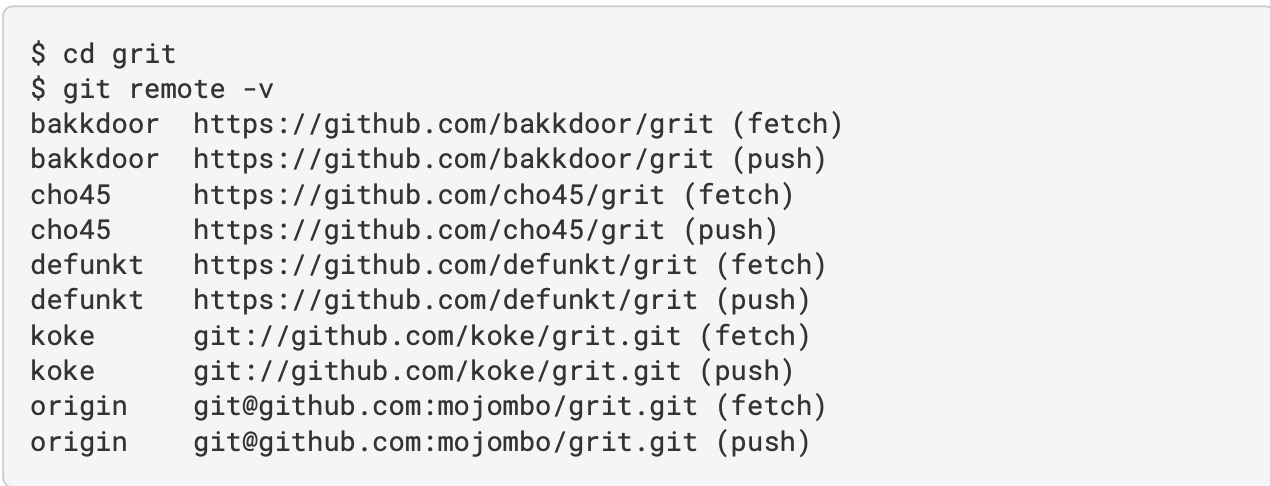 $ cd grit
$ git remote -v
bakkdoor  https://github.com/bakkdoor/grit (fetch)
bakkdoor  https://github.com/bakkdoor/grit (push)
cho45     https://github.com/cho45/grit (fetch)
cho45     https://github.com/cho45/grit (push)
defunkt   https://github.com/defunkt/grit (fetch)
defunkt   https://github.com/defunkt/grit (push)
koke      git://github.com/koke/grit.git (fetch)
koke      git://github.com/koke/grit.git (push)
origin    git@github.com:mojombo/grit.git (fetch)
origin    git@github.com:mojombo/grit.git (push)